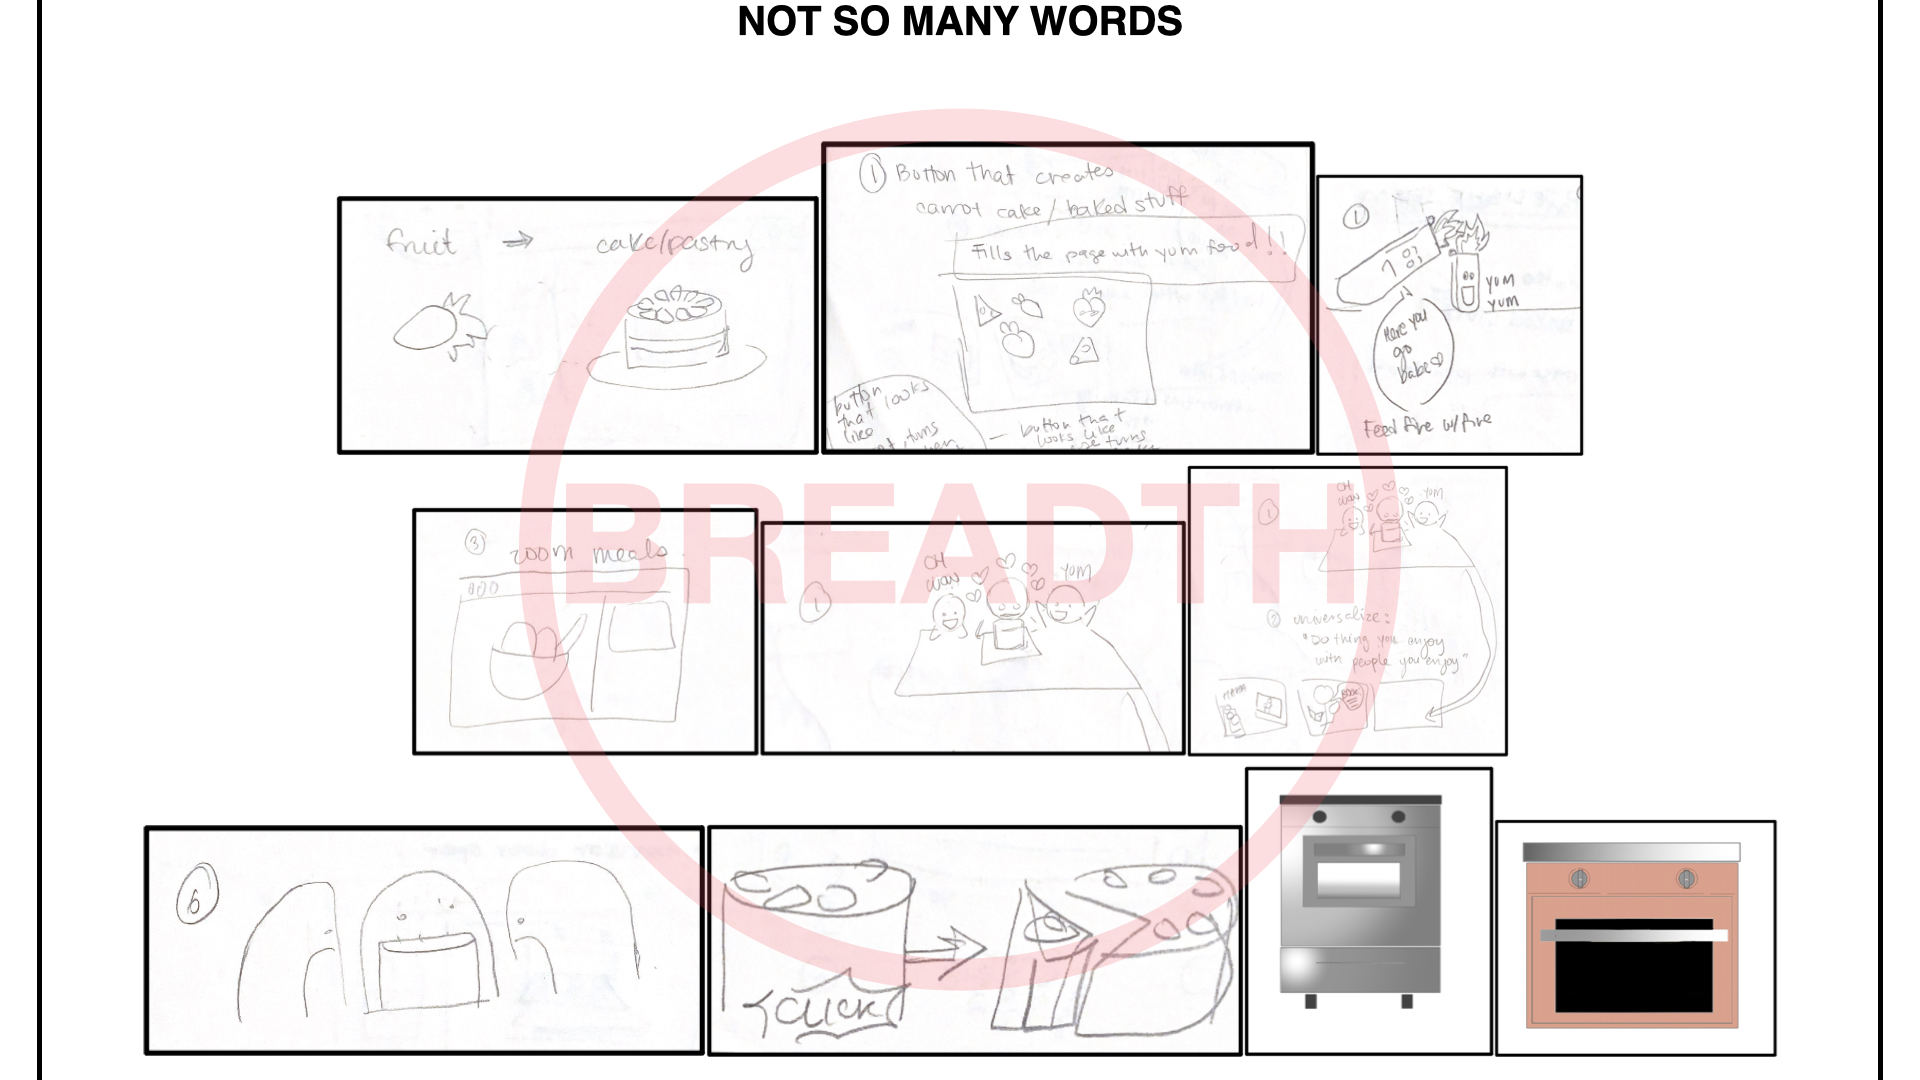 NOT SO MANY WORDS
fruit → cake/pastry
① Button that creates
carrot cake/baked stuff
Fills the page with yum food!!
button
that looks
like
turns
— button that
looks like
turns
①
YUM
YUM
Here you
go
babe
Feed fire w/ fire
③ zoom meals
BREADTH
①
OH
YUM
①
OH
YUM
② universalize:
"Do thing you enjoy
with people you enjoy"
⑥
CLICK